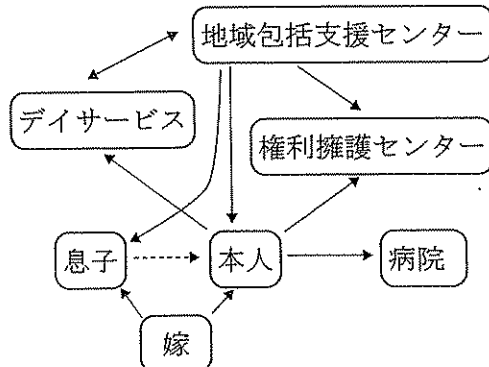 地域包括支援センター
デイサービス
権利擁護センター
息子
本人
病院
嫁